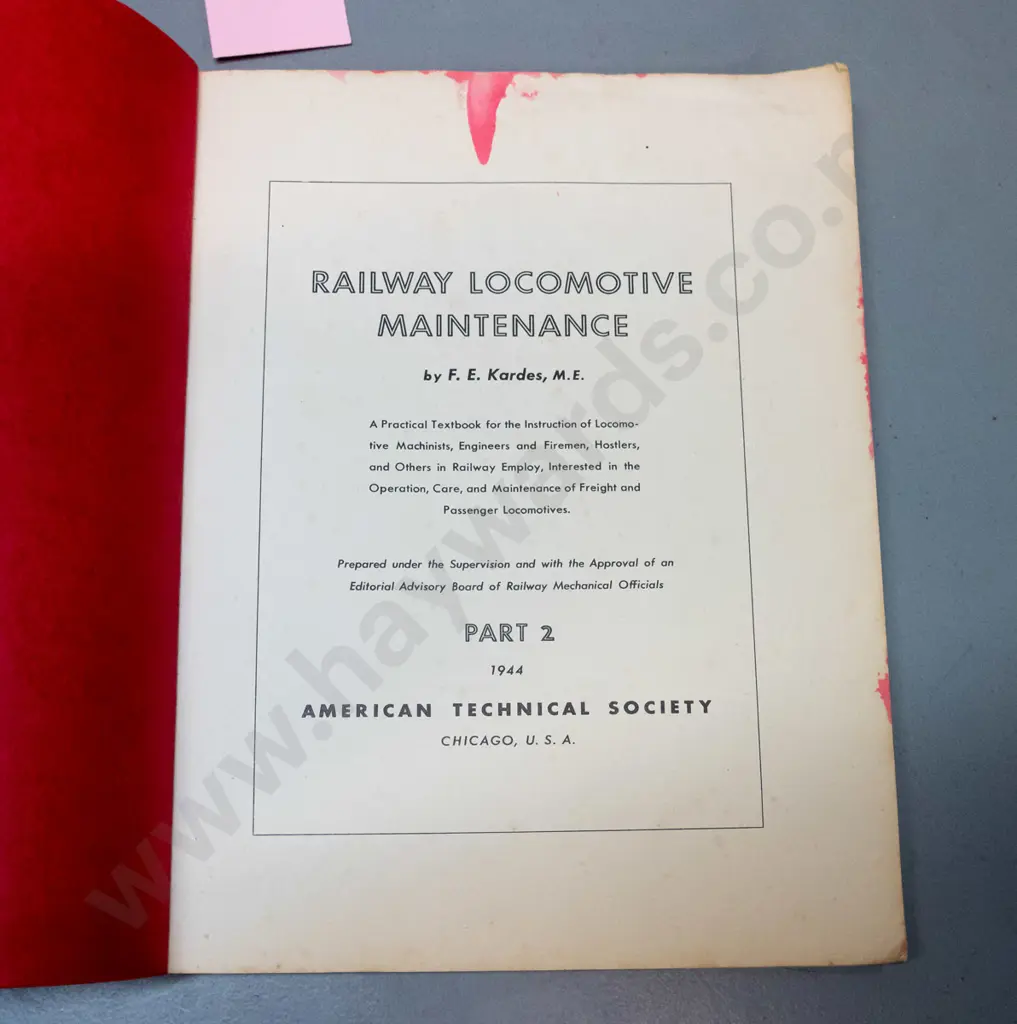 RAILWAY LOCOMOTIVE
MAINTENANCE
by F. E. Kardes, M.E.
A Practical Textbook for the Instruction of Locomo-
tive Machinists, Engineers and Firemen, Hostlers,
and Others in Railway Employ, Interested in the
Operation, Care, and Maintenance of Freight and
Passenger Locomotives.
Prepared under the Supervision and with the Approval of an
Editorial Advisory Board of Railway Mechanical Officials
PART 2
1944
AMERICAN TECHNICAL SOCIETY
CHICAGO, U. S. A.
www.haywards.co.n